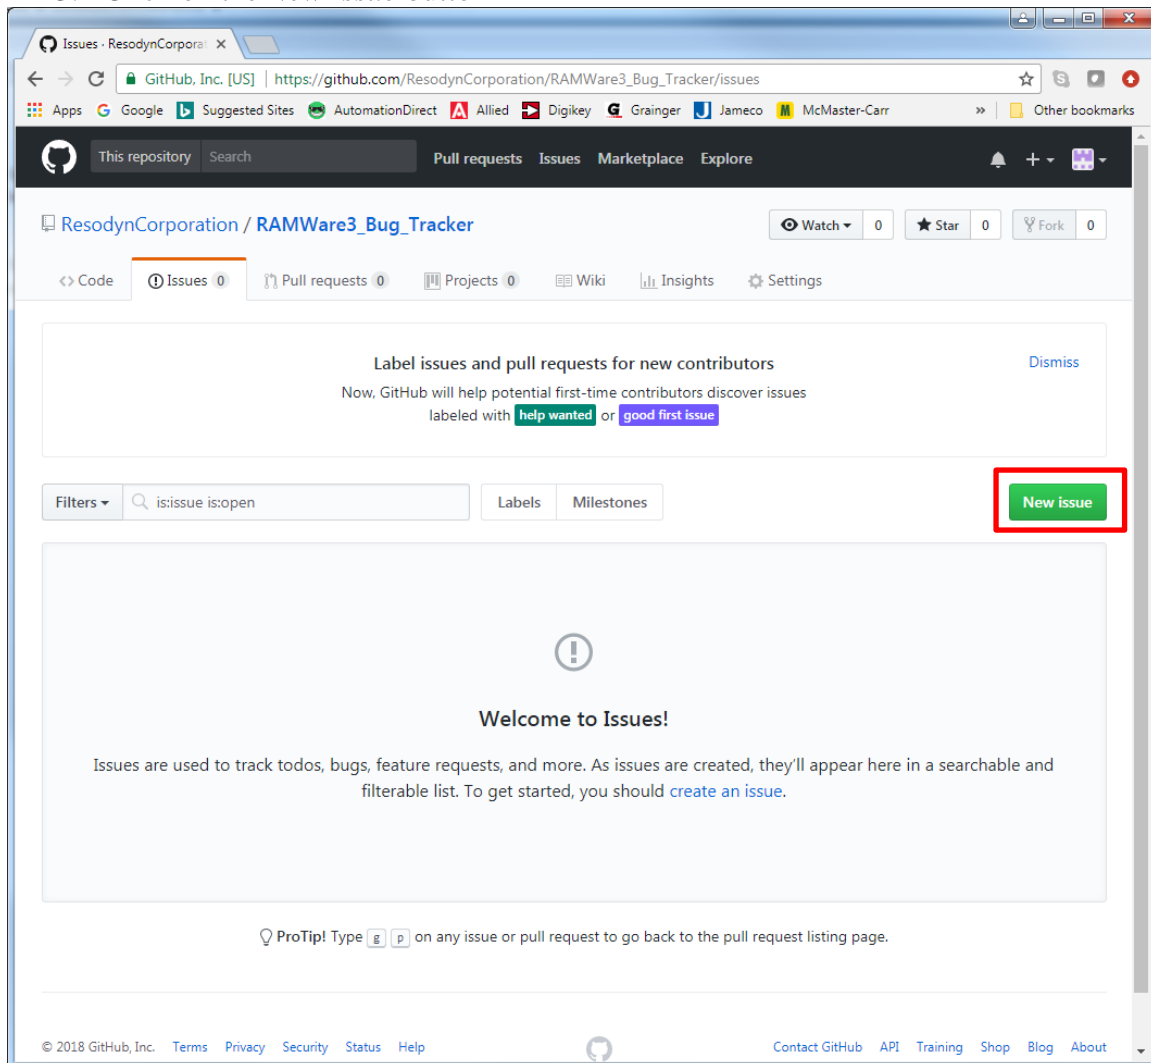 Issues · ResodynCorporat
GitHub, Inc. [US] | https://github.com/ResodynCorporation/RAMWare3_Bug_Tracker/issues
Apps Google Suggested Sites AutomationDirect Allied Digikey Grainger Jameco McMaster-Carr » Other bookmarks
This repository Search Pull requests Issues Marketplace Explore
ResodynCorporation / RAMWare3_Bug_Tracker Watch 0 Star 0 Fork 0
Code Issues 0 Pull requests 0 Projects 0 Wiki Insights Settings
Label issues and pull requests for new contributors Dismiss
Now, GitHub will help potential first-time contributors discover issues
labeled with help wanted or good first issue
Filters is:issue is:open Labels Milestones New issue
Welcome to Issues!
Issues are used to track todos, bugs, feature requests, and more. As issues are created, they'll appear here in a searchable and
filterable list. To get started, you should create an issue.
ProTip! Type g p on any issue or pull request to go back to the pull request listing page.
© 2018 GitHub, Inc. Terms Privacy Security Status Help Contact GitHub API Training Shop Blog About